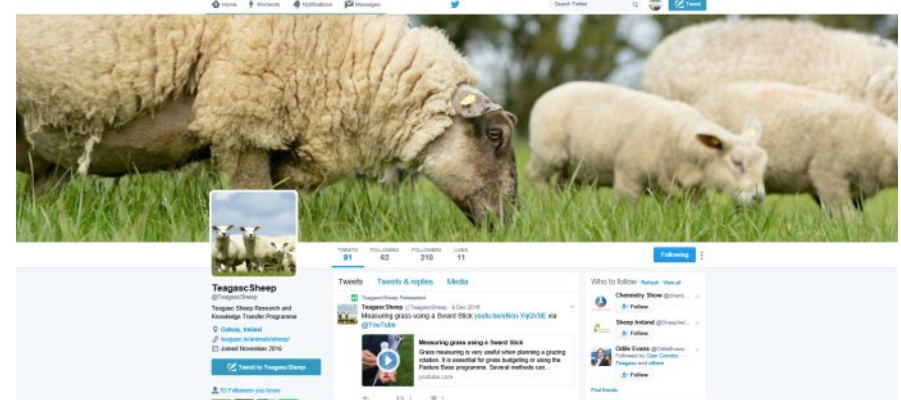 Home Moments Notifications Messages
Search Twitter
Tweet
TWEETS FOLLOWING FOLLOWERS LIKES
81 62 210 11
Following
TeagascSheep
@TeagascSheep
Teagasc Sheep Research and
Knowledge Transfer Programme
Galway, Ireland
teagasc.ie/animals/sheep/
Joined November 2016
Tweet to TeagascSheep
83 Followers you know
Tweets Tweets & replies Media
TeagascSheep Retweeted
TeagascSheep @TeagascSheep 9 Dec 2016
Measuring grass using a Sward Stick via
@YouTube
Measuring grass using a Sward Stick
Grass measuring is very useful when planning a grazing
rotation. It is essential for grass budgeting or using the
Pasture Base programme. Several methods can...
youtube.com
Who to follow · Refresh · View all
Chemistry Show
Follow
Sheep Ireland
Follow
Odile Evans
Followed by
Teagasc and others
Follow
Find friends